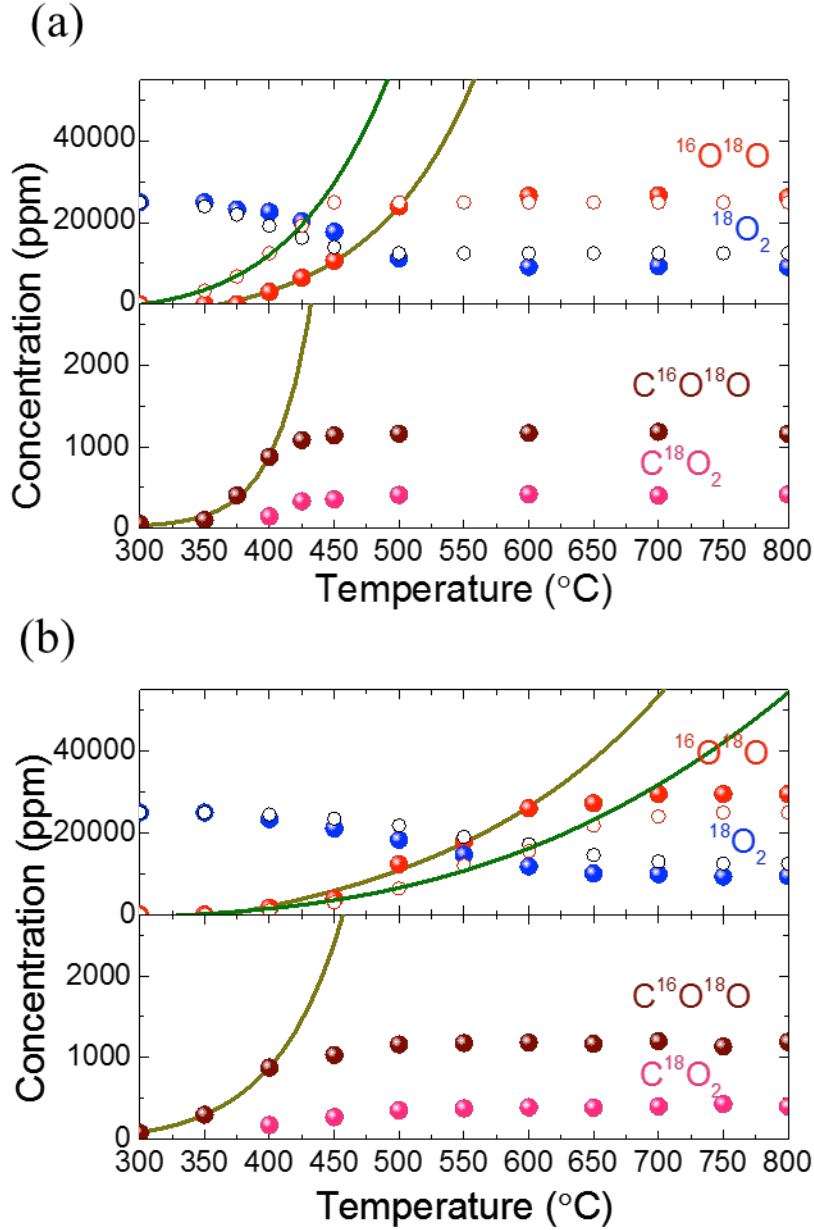 (a)
Concentration (ppm)
40000
20000
0
¹⁶O¹⁸O
¹⁸O₂
2000
1000
0
C¹⁶O¹⁸O
C¹⁸O₂
300 350 400 450 500 550 600 650 700 750 800
Temperature (°C)
(b)
Concentration (ppm)
40000
20000
0
¹⁶O¹⁸O
¹⁸O₂
2000
1000
0
C¹⁶O¹⁸O
C¹⁸O₂
300 350 400 450 500 550 600 650 700 750 800
Temperature (°C)